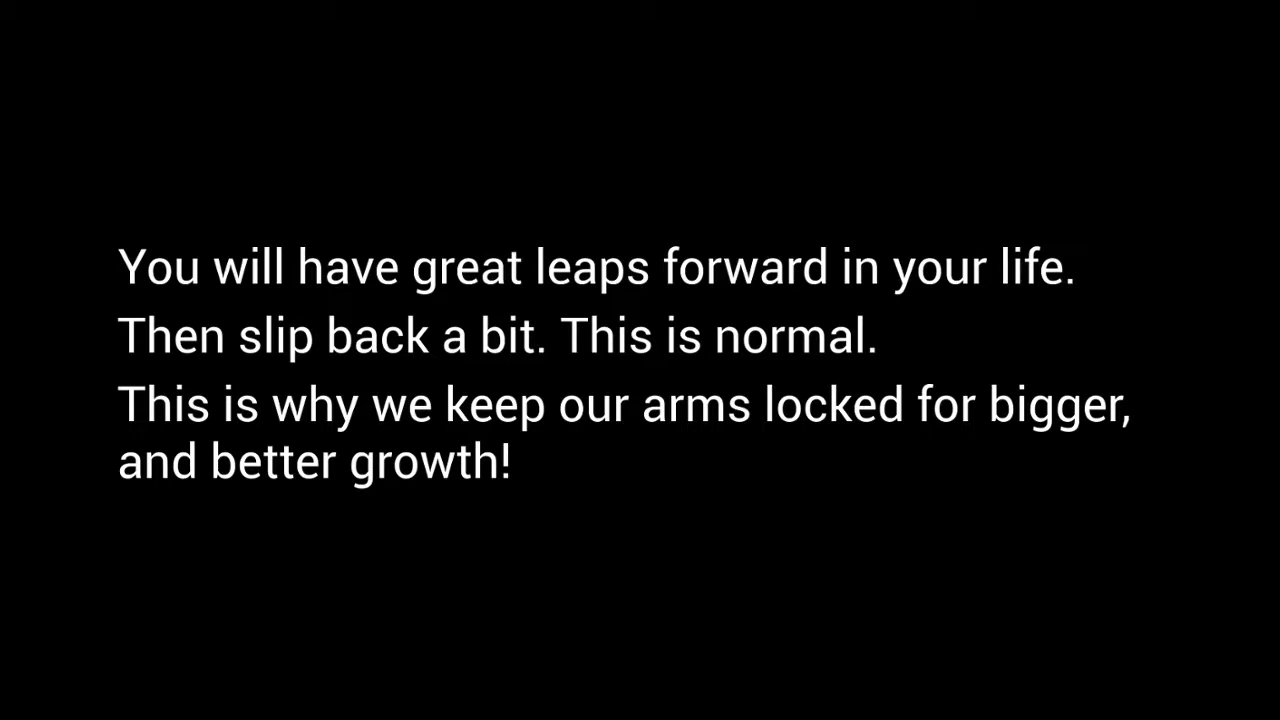 You will have great leaps forward in your life.
Then slip back a bit. This is normal.
This is why we keep our arms locked for bigger,
and better growth!